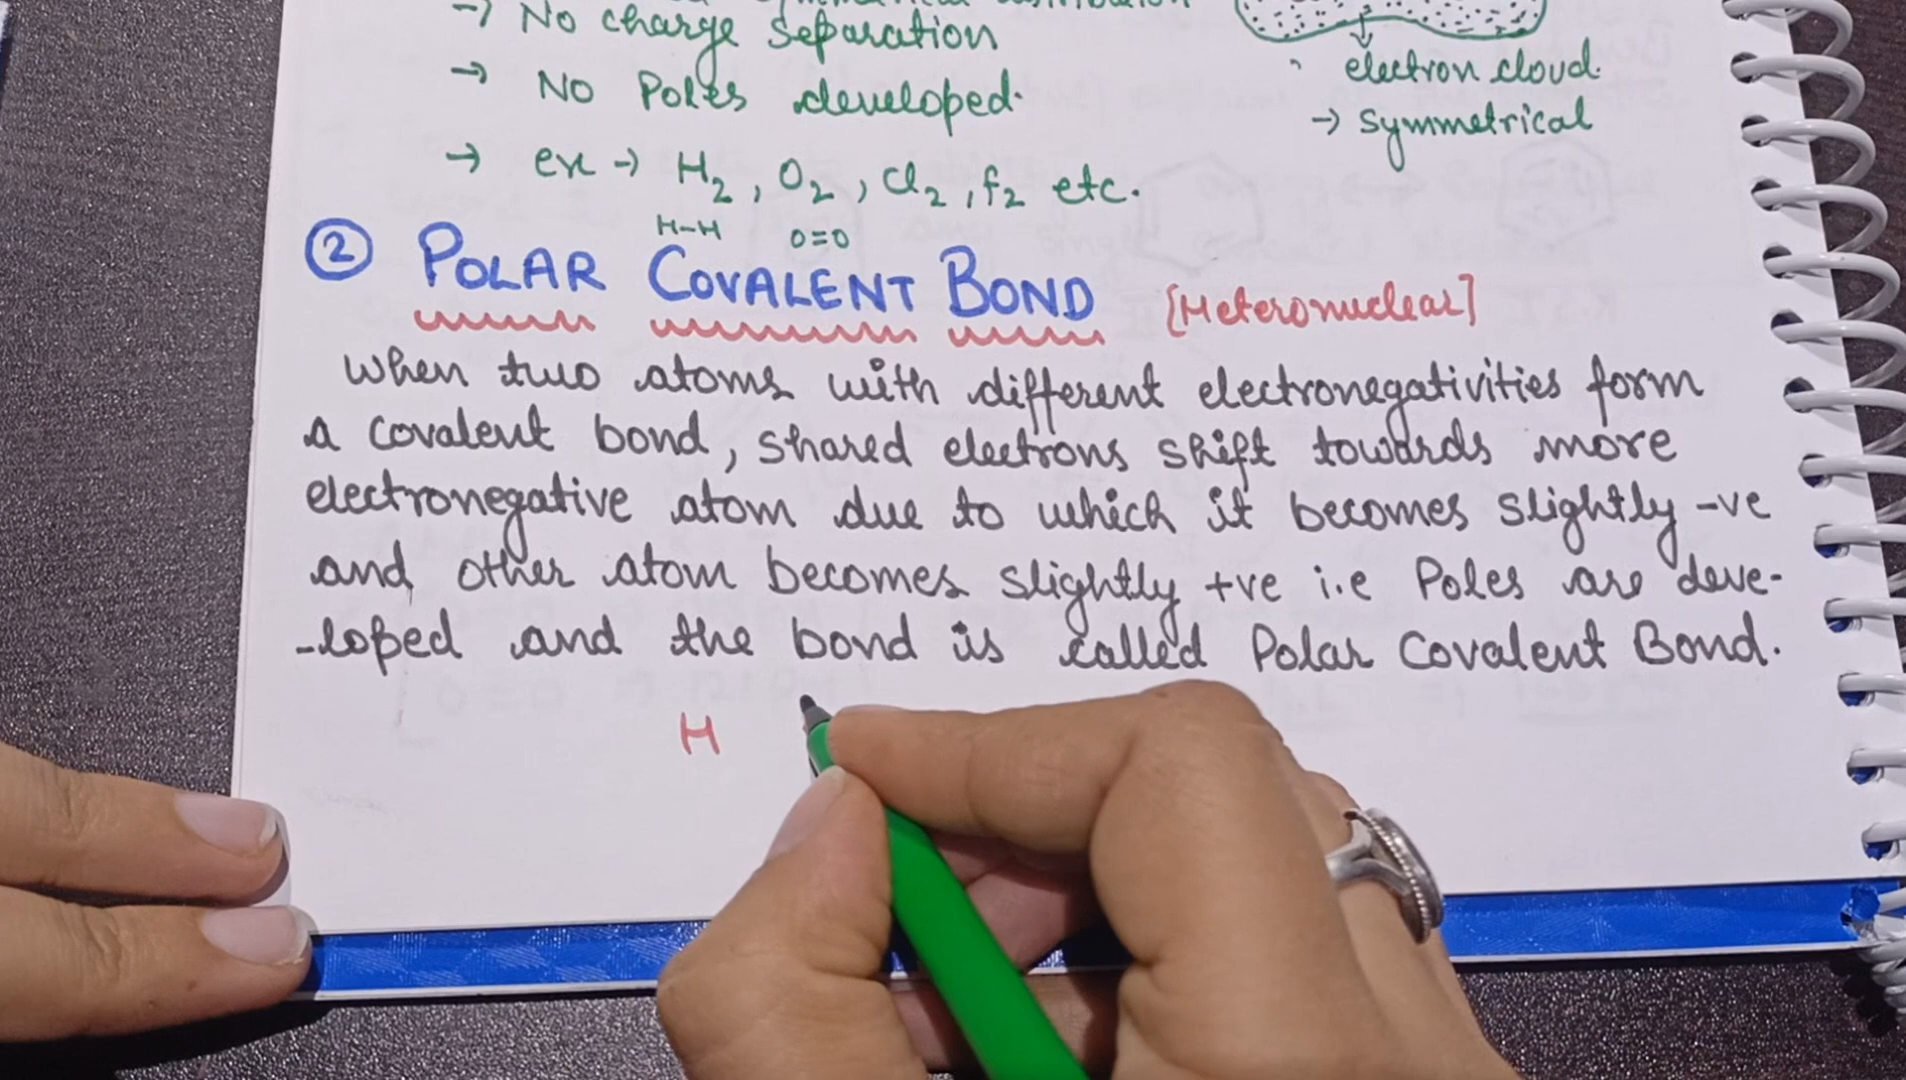 → No charge separation
→ No Poles developed.
→ ex → H₂, O₂, Cl₂, f₂ etc.
H-H O=O
electron cloud.
→ symmetrical
② POLAR COVALENT BOND [Heteronuclear]
When two atoms with different electronegativities form
a covalent bond, shared electrons shift towards more
electronegative atom due to which it becomes slightly -ve
and other atom becomes slightly +ve i.e Poles are deve-
-loped and the bond is called Polar Covalent Bond.
H